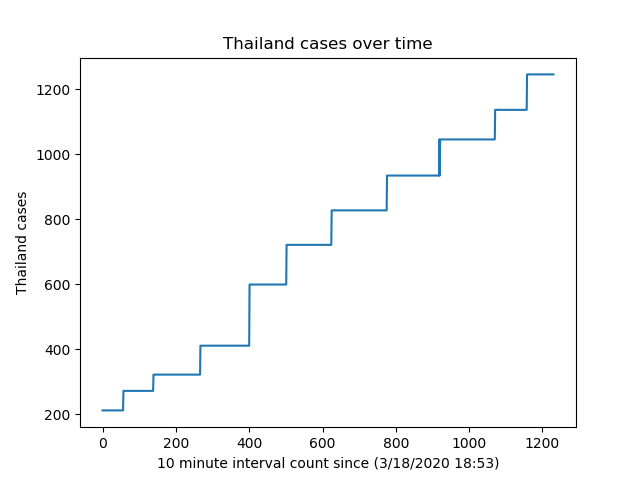 Thailand cases over time
1200
1000
800
600
400
200
Thailand cases
0 200 400 600 800 1000 1200
10 minute interval count since (3/18/2020 18:53)